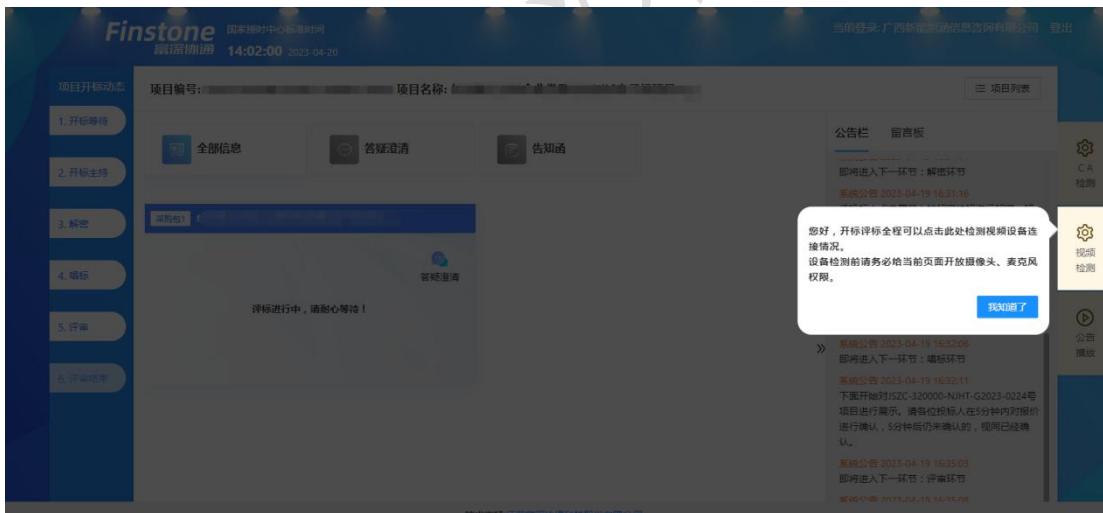 Finstone
富深协通
国家授时中心标准时间
14:02:00 2023-04-20
当前登录:广西新
信息咨询有限公司 登出
项目开标动态
1. 开标等待
2. 开标主持
3. 解密
4. 唱标
5. 评审
6. 评审结束
项目编号:
项目名称:
项目列表
全部信息
答疑澄清
告知函
采购包1
答疑澄清
评标进行中，请耐心等待！
公告栏
留言板
即将进入下一环节：解密环节
系统公告 2023-04-19 16:31:16
您好，开标评标全程可以点击此处检测视频设备连
接情况。
设备检测前请务必给当前页面开放摄像头、麦克风
权限。
我知道了
系统公告 2023-04-19 16:32:06
即将进入下一环节：唱标环节
系统公告 2023-04-19 16:32:11
下面开始对JSZC-320000-NJHT-G2023-0224号
项目进行展示。请各位投标人在5分钟内对报价
进行确认，5分钟后仍未确认的，视同已经确
认。
系统公告 2023-04-19 16:35:03
即将进入下一环节：评审环节
系统公告 2023-04-19 16:35:08
CA
检测
视频
检测
公告
播放